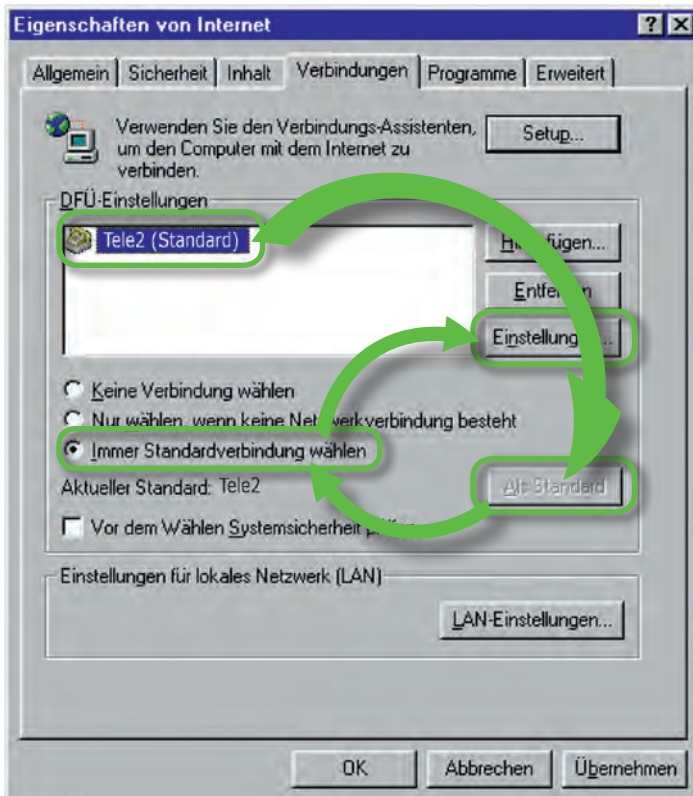 Eigenschaften von Internet
Allgemein Sicherheit Inhalt Verbindungen Programme Erweitert
Verwenden Sie den Verbindungs-Assistenten,
um den Computer mit dem Internet zu
verbinden.
Setup...
DFÜ-Einstellungen
Tele2 (Standard)
Entfernen
Keine Verbindung wählen
Nur wählen, wenn keine Netzwerkverbindung besteht
Immer Standardverbindung wählen
Aktueller Standard: Tele2
Als Standard
Vor dem Wählen Systemsicherheit
Einstellungen für lokales Netzwerk (LAN)
LAN-Einstellungen...
OK Abbrechen Übernehmen